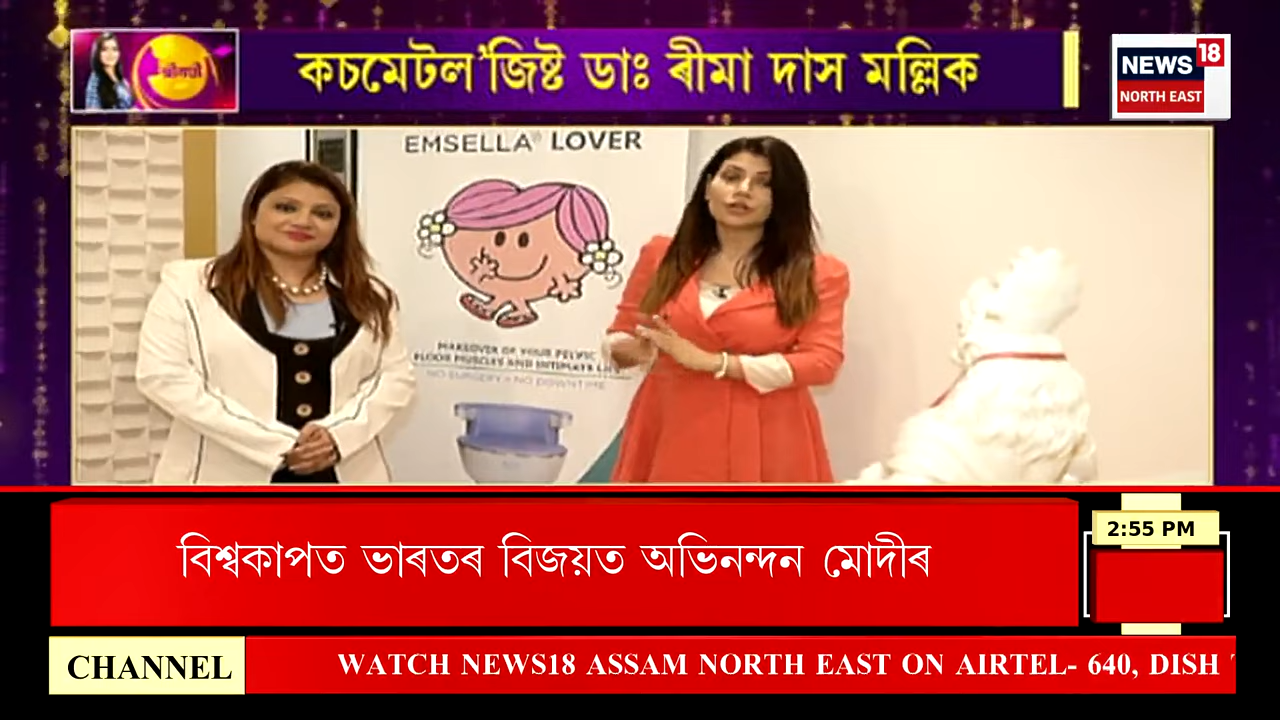 কচমেটল'জিষ্ট ডাঃ ৰীমা দাস মল্লিক
NEWS 18
NORTH EAST
EMSELLA® LOVER
MAKEOVER OF YOUR PELVIC
FLOOR MUSCLES AND INTIMATE
NO SURGERY • NO DOWNTIME
2:55 PM
বিশ্বকাপত ভাৰতৰ বিজয়ত অভিনন্দন মোদীৰ
CHANNEL
WATCH NEWS18 ASSAM NORTH EAST ON AIRTEL- 640, DISH